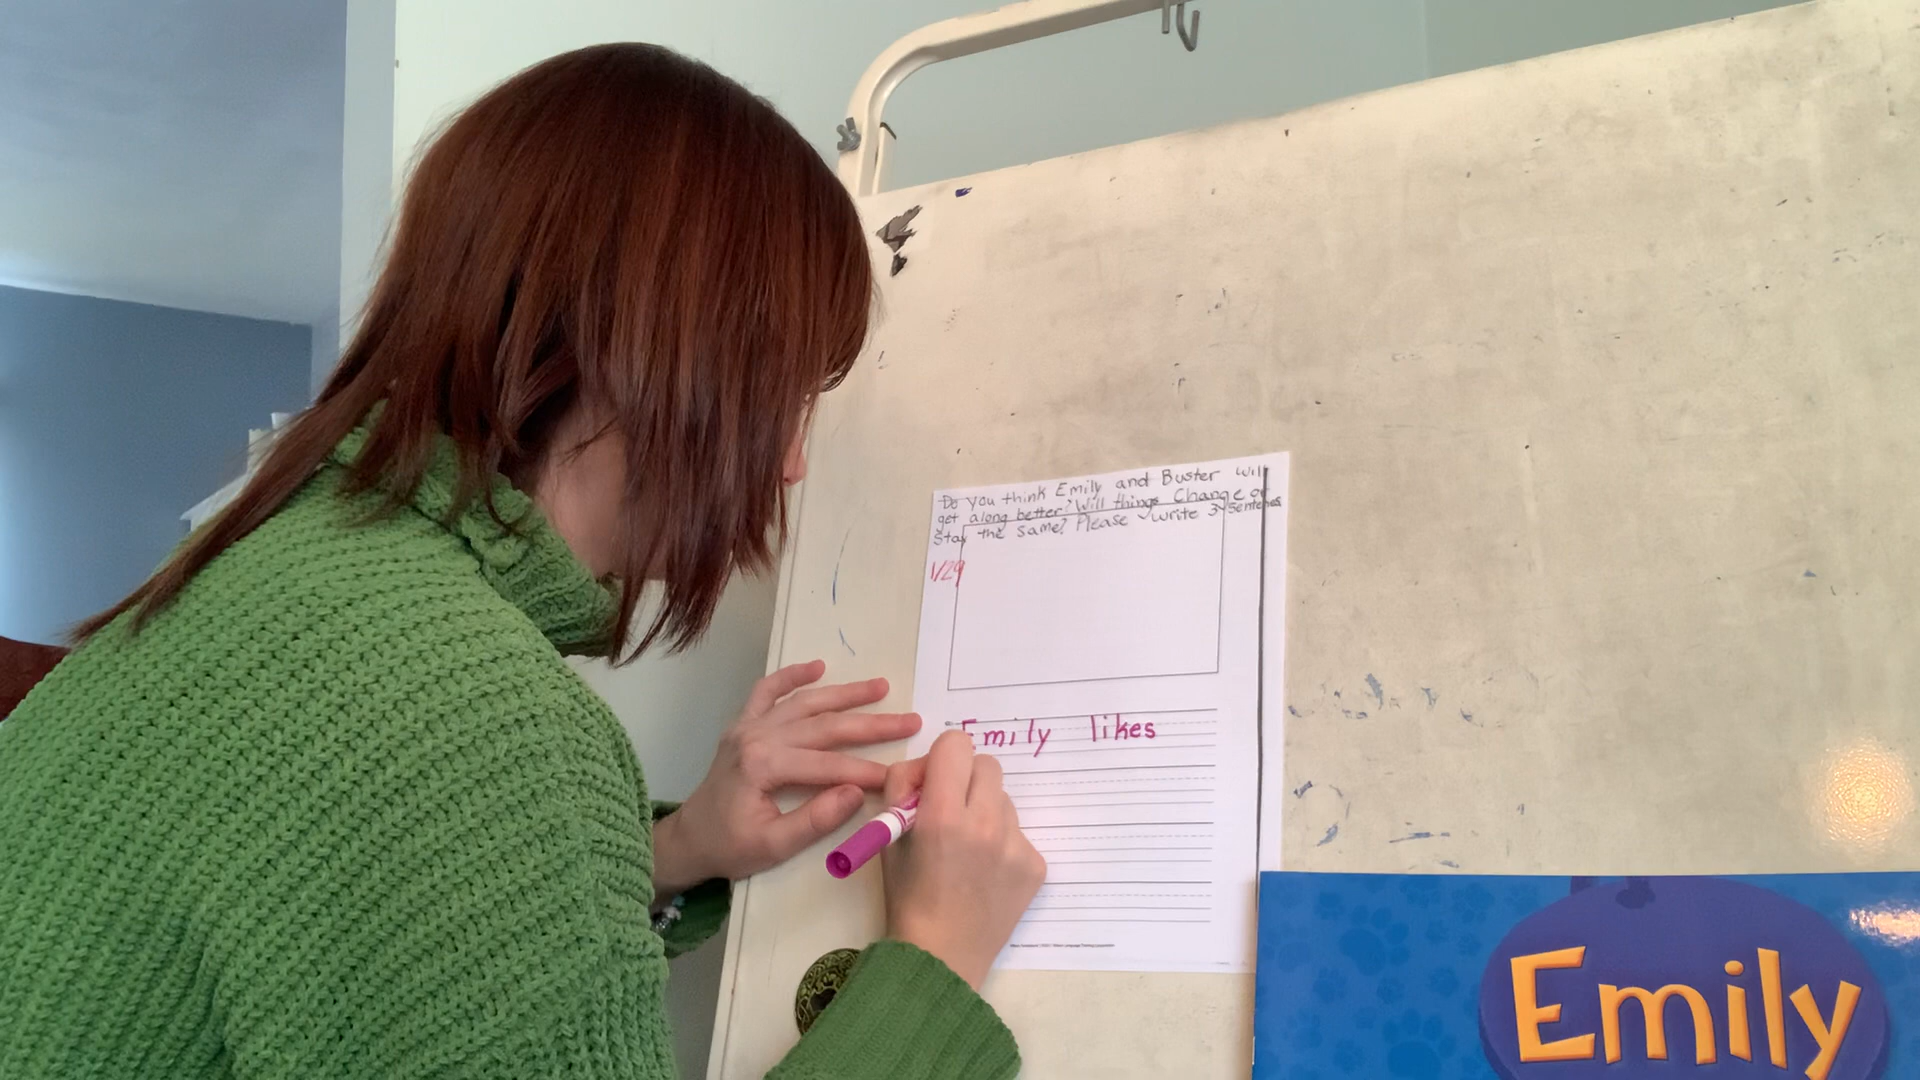 Do you think Emily and Buster will
get along better? Will things Change or
Stay the Same? Please write 3 Sentences
1/29
Emily likes
Emily